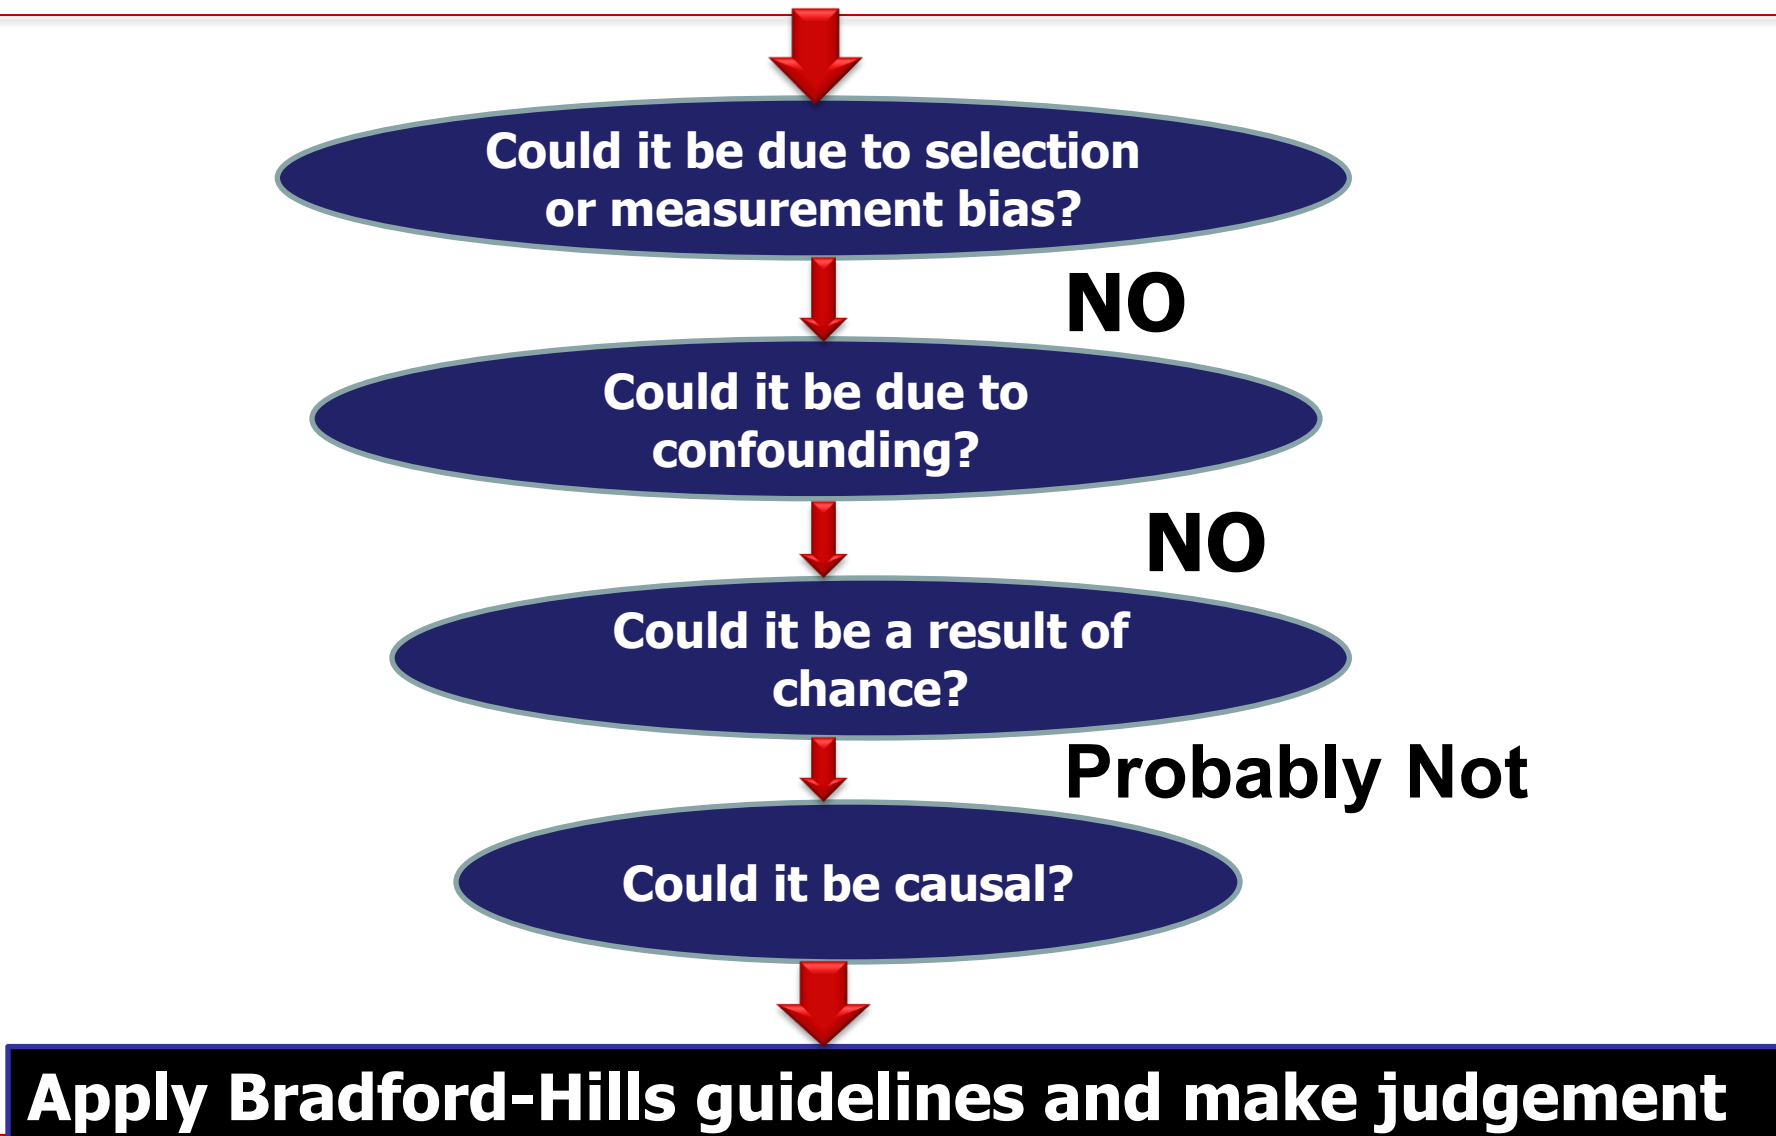 Could it be due to selection
or measurement bias?
NO
Could it be due to
confounding?
NO
Could it be a result of
chance?
Probably Not
Could it be causal?
Apply Bradford-Hills guidelines and make judgement